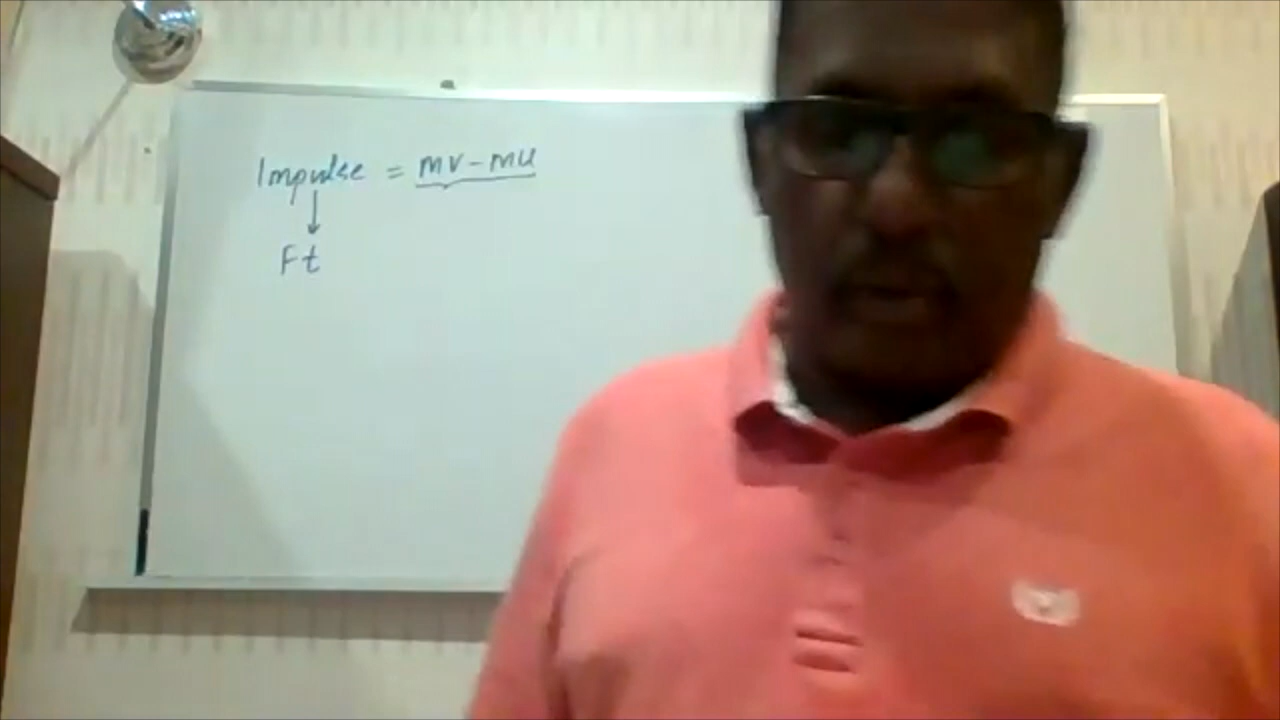 Impulse = mv - mu
↓
Ft